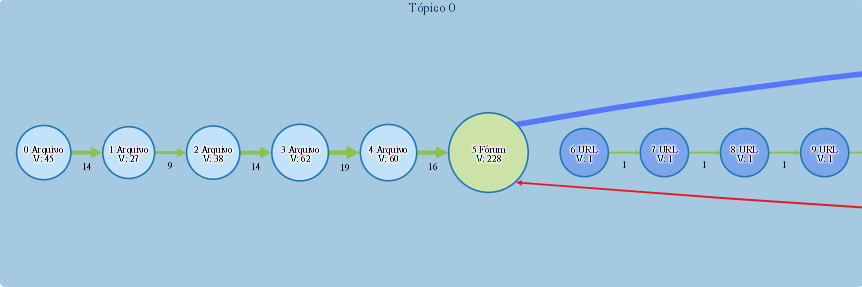 Tópico 0
0 Arquivo
V: 45
14
1 Arquivo
V: 27
9
2 Arquivo
V: 38
14
3 Arquivo
V: 62
19
4 Arquivo
V: 60
16
5 Fórum
V: 228
6 URL
V: 1
1
7 URL
V: 1
1
8 URL
V: 1
1
9 URL
V: 1